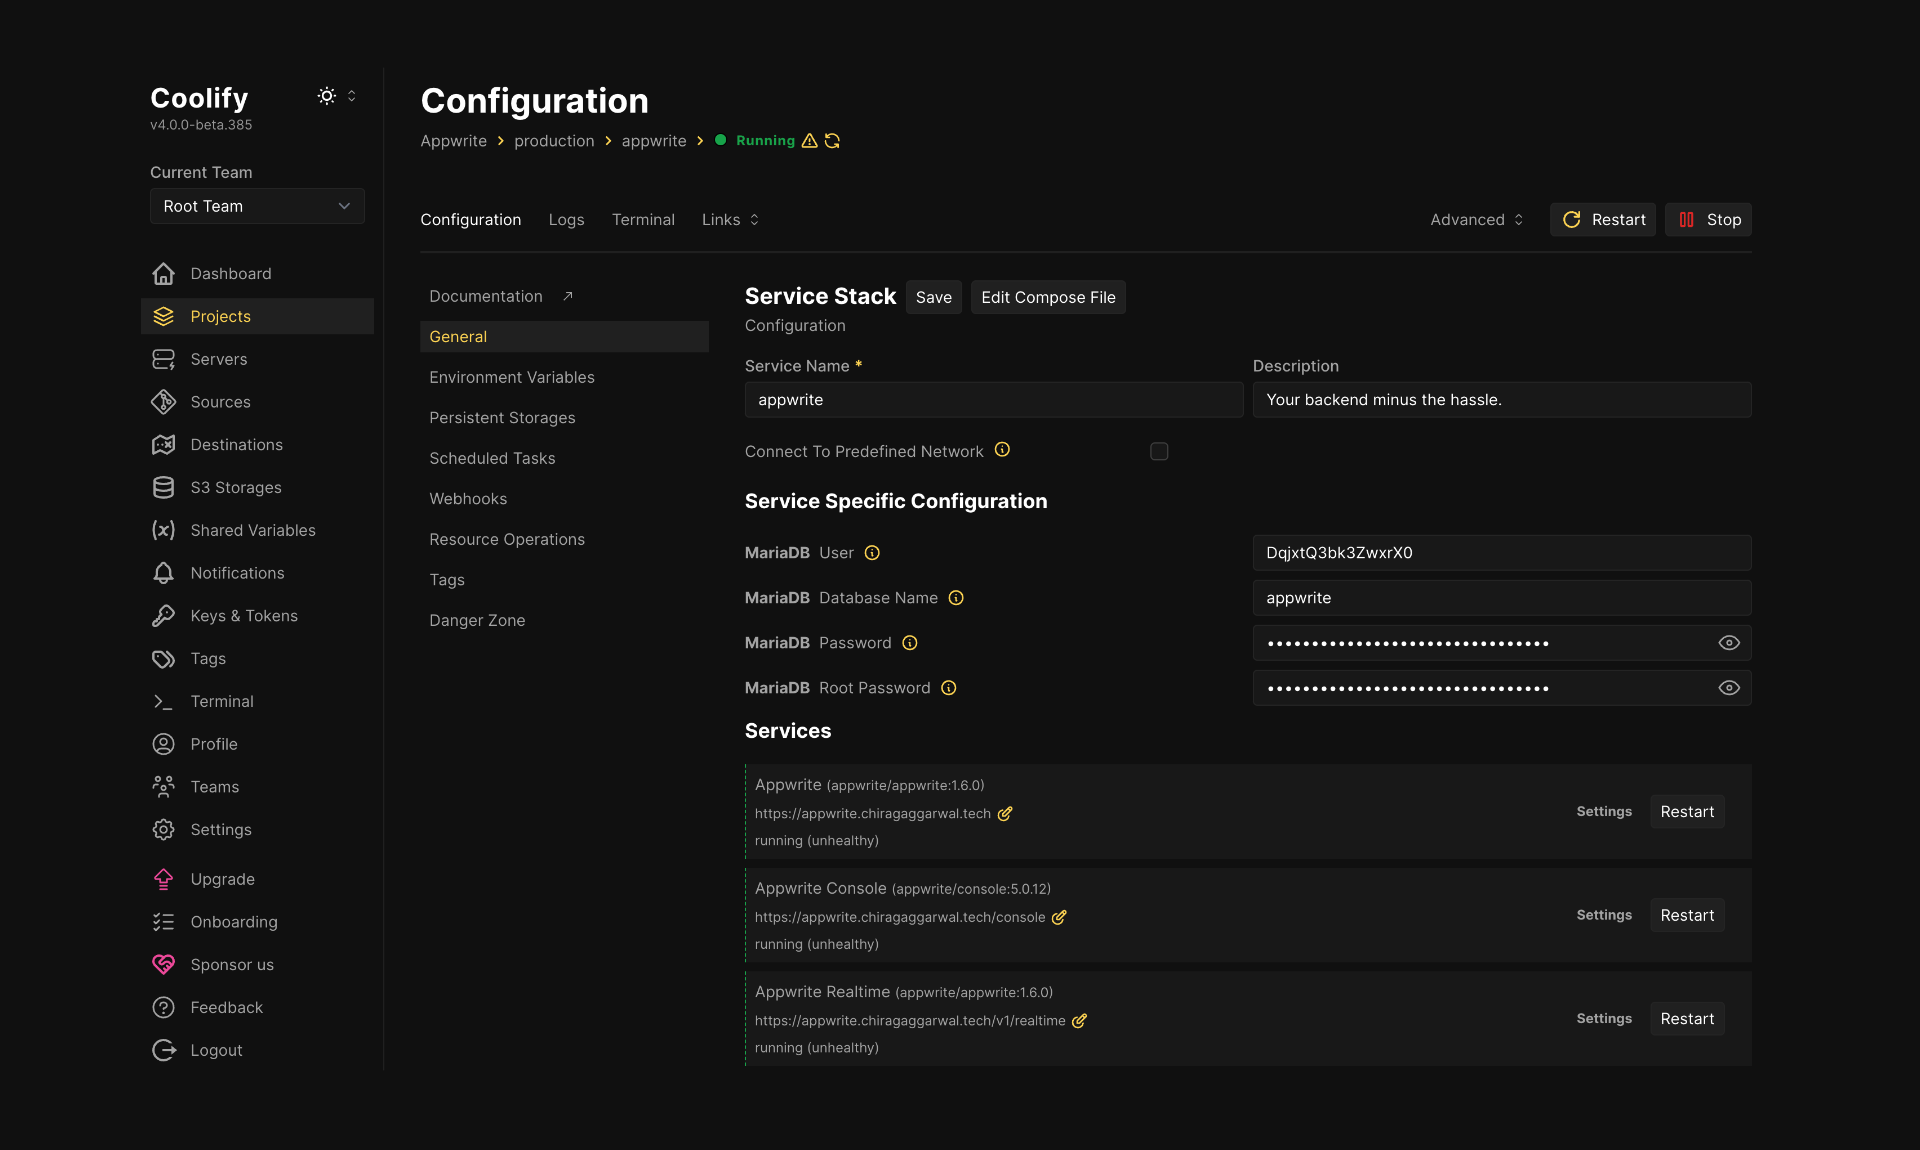 Coolify
v4.0.0-beta.385
Current Team
Root Team
Dashboard
Projects
Servers
Sources
Destinations
S3 Storages
Shared Variables
Notifications
Keys & Tokens
Tags
Terminal
Profile
Teams
Settings
Upgrade
Onboarding
Sponsor us
Feedback
Logout
Configuration
Appwrite > production > appwrite > Running
Configuration Logs Terminal Links Advanced Restart Stop
Documentation
General
Environment Variables
Persistent Storages
Scheduled Tasks
Webhooks
Resource Operations
Tags
Danger Zone
Service Stack Save Edit Compose File
Configuration
Service Name * Description
appwrite Your backend minus the hassle.
Connect To Predefined Network
Service Specific Configuration
MariaDB User DqjxtQ3bk3ZwxrX0
MariaDB Database Name appwrite
MariaDB Password ••••••••••••••••••••••••••••••••
MariaDB Root Password ••••••••••••••••••••••••••••••••
Services
Appwrite (appwrite/appwrite:1.6.0)
https://appwrite.chiragaggarwal.tech
running (unhealthy)
Settings Restart
Appwrite Console (appwrite/console:5.0.12)
https://appwrite.chiragaggarwal.tech/console
running (unhealthy)
Settings Restart
Appwrite Realtime (appwrite/appwrite:1.6.0)
https://appwrite.chiragaggarwal.tech/v1/realtime
running (unhealthy)
Settings Restart